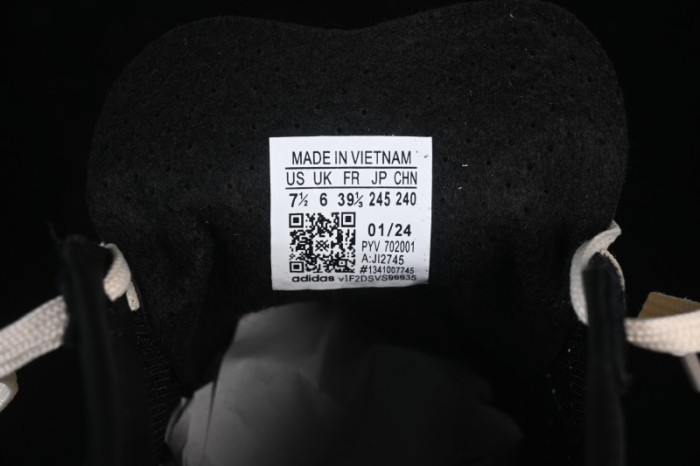 MADE IN VIETNAM
US UK FR JP CHN
7½ 6 39½ 245 240
01/24
PYV 702001
A:JI2745
#1341007745
adidas